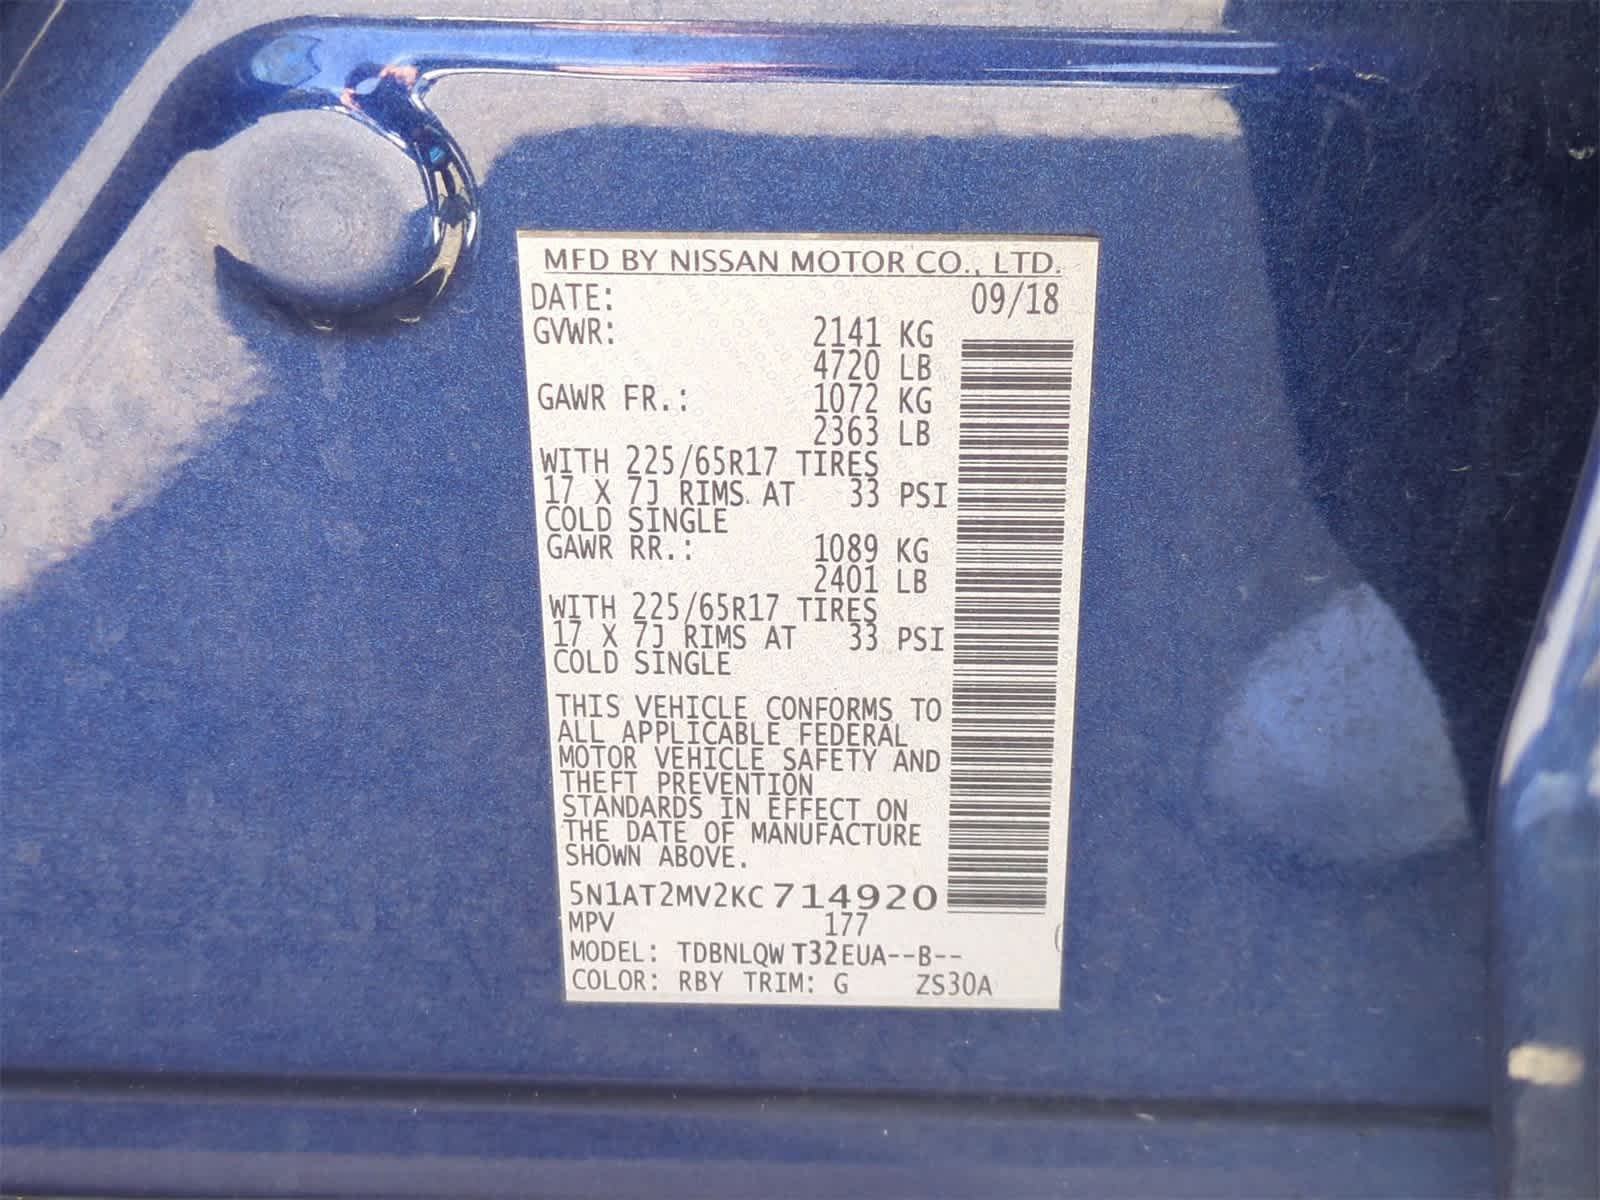 MFD BY NISSAN MOTOR CO., LTD.
DATE: 09/18
GVWR: 2141 KG
4720 LB
GAWR FR.: 1072 KG
2363 LB
WITH 225/65R17 TIRES
17 X 7J RIMS AT 33 PSI
COLD SINGLE
GAWR RR.: 1089 KG
2401 LB
WITH 225/65R17 TIRES
17 X 7J RIMS AT 33 PSI
COLD SINGLE
THIS VEHICLE CONFORMS TO
ALL APPLICABLE FEDERAL
MOTOR VEHICLE SAFETY AND
THEFT PREVENTION
STANDARDS IN EFFECT ON
THE DATE OF MANUFACTURE
SHOWN ABOVE.
5N1AT2MV2KC714920
MPV 177
MODEL: TDBNLQW T32EUA--B--
COLOR: RBY TRIM: G ZS30A